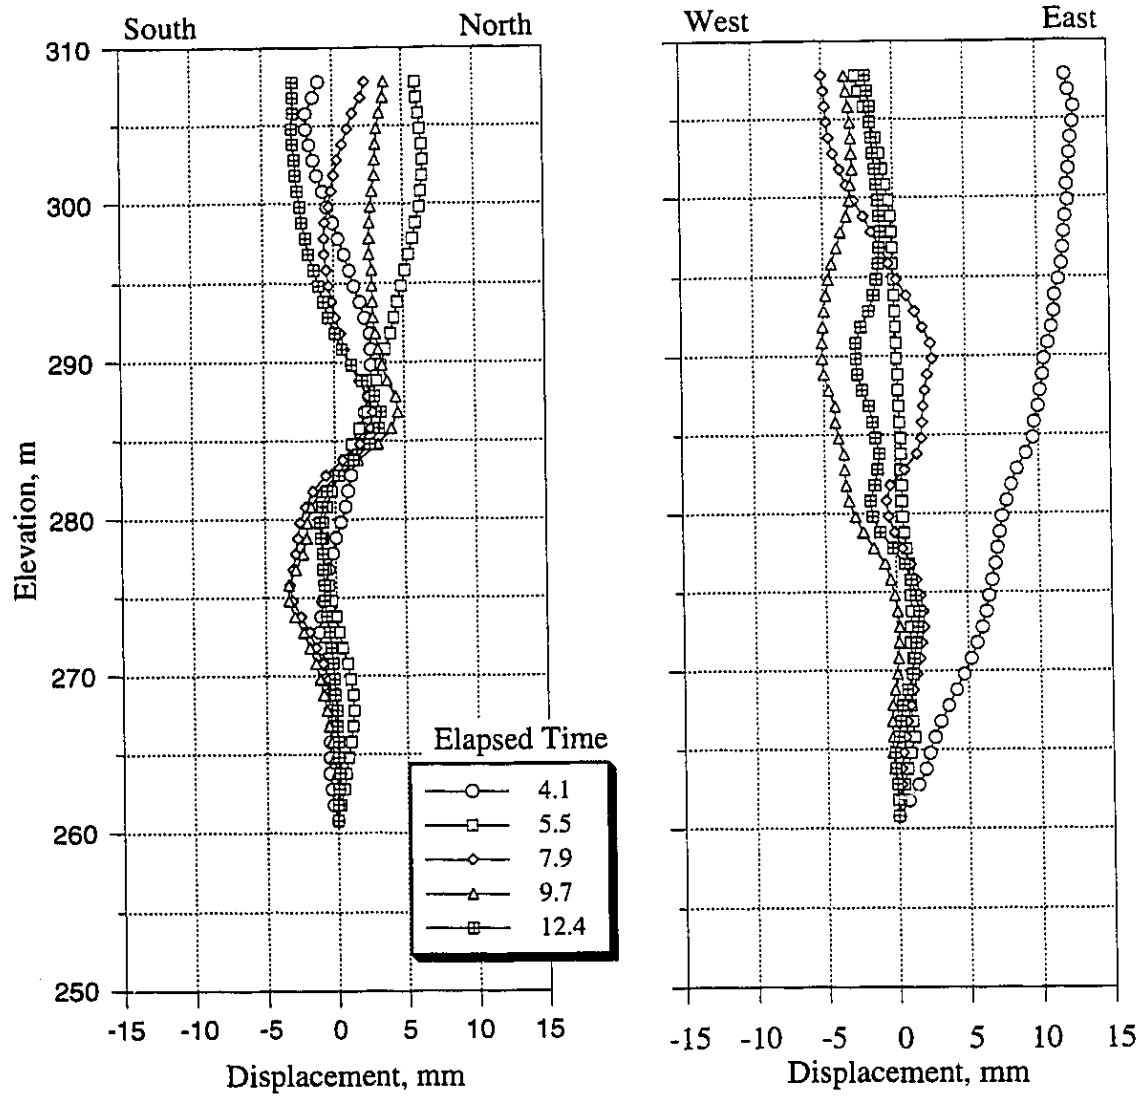 South North
West East
310
300
290
280
270
260
250
Elevation, m
Elapsed Time
4.1
5.5
7.9
9.7
12.4
-15 -10 -5 0 5 10 15
Displacement, mm
-15 -10 -5 0 5 10 15
Displacement, mm